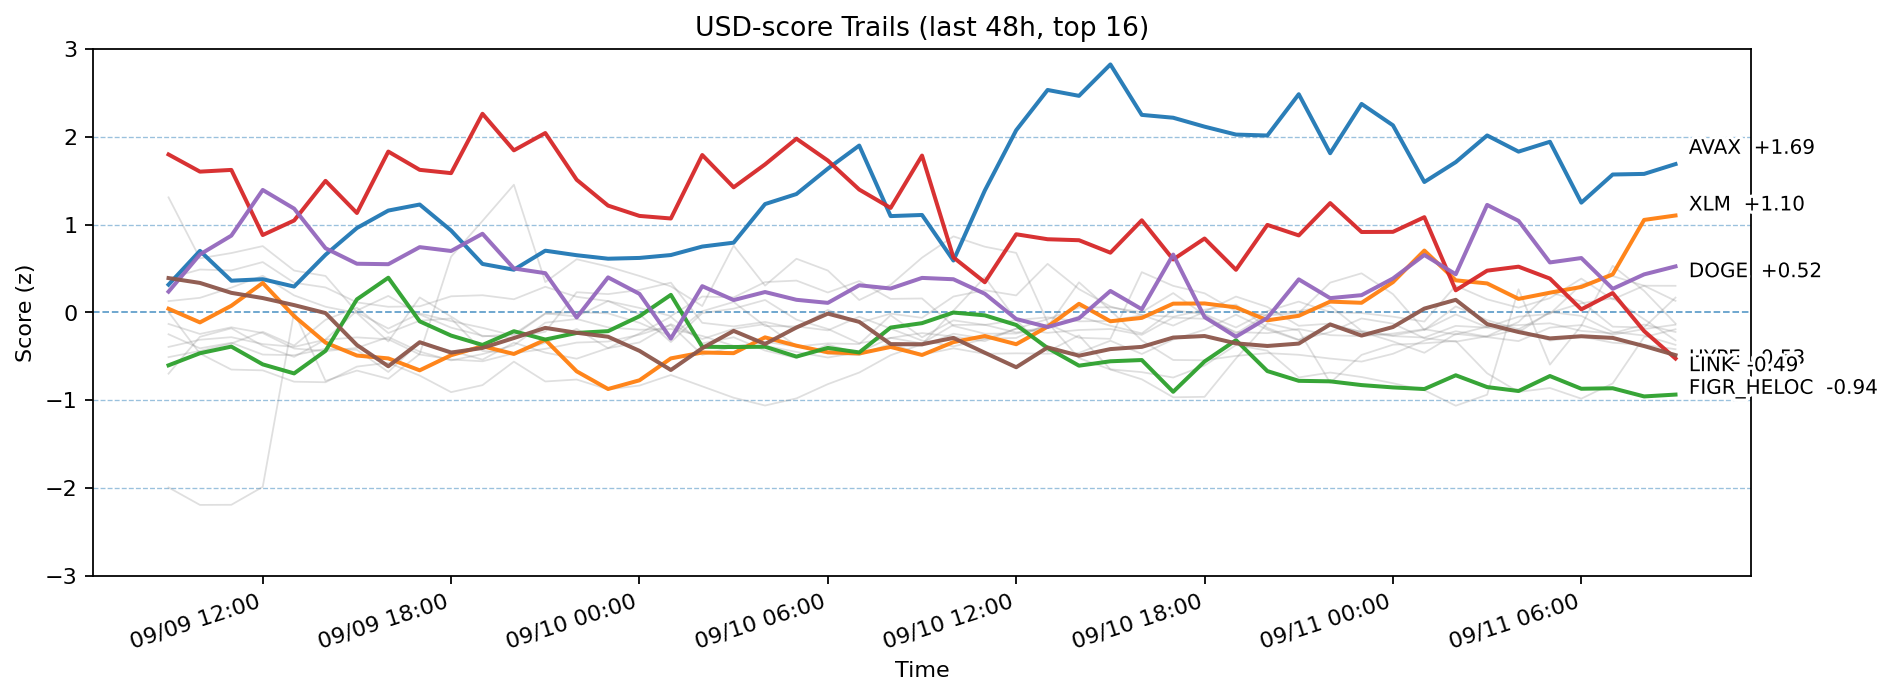 USD-score Trails (last 48h, top 16)
Score (z)
3
2
1
0
−1
−2
−3
AVAX +1.69
XLM +1.10
DOGE +0.52
LINK -0.49
FIGR_HELOC -0.94
09/09 12:00
09/09 18:00
09/10 00:00
09/10 06:00
09/10 12:00
09/10 18:00
09/11 00:00
09/11 06:00
Time